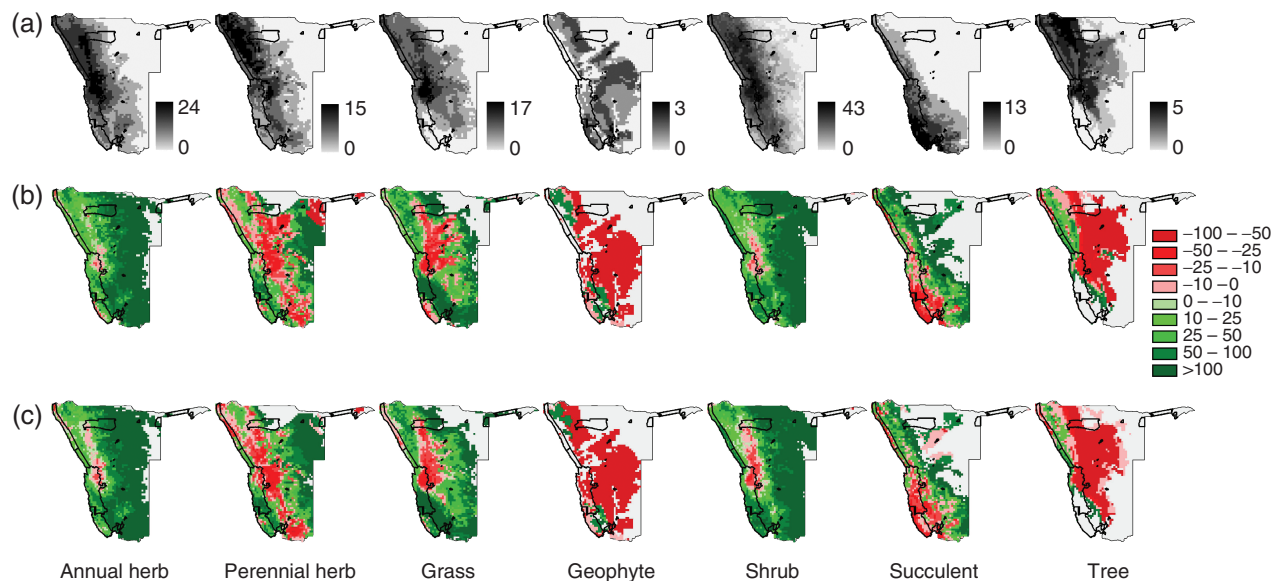 (a)
24
0
15
0
17
0
3
0
43
0
13
0
5
0
(b)
−100 – −50
−50 – −25
−25 – −10
−10 – −0
0 – −10
10 – 25
25 – 50
50 – 100
>100
(c)
Annual herb
Perennial herb
Grass
Geophyte
Shrub
Succulent
Tree